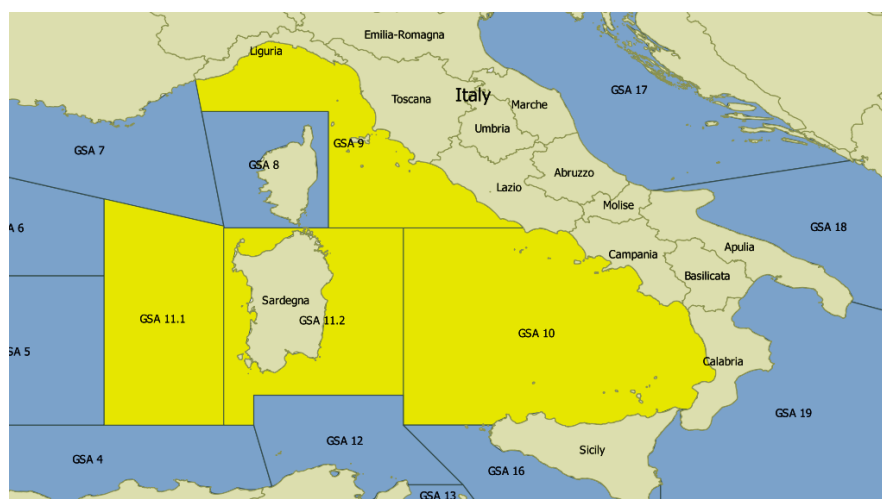 Emilia-Romagna
Liguria
Toscana
Italy
Marche
GSA 17
Umbria
GSA 7
GSA 9
GSA 8
Abruzzo
Lazio
Molise
GSA 18
Apulia
6
Campania
Basilicata
Sardegna
GSA 11.1
GSA 11.2
GSA 10
SA 5
Calabria
GSA 19
GSA 12
Sicily
GSA 4
GSA 16
GSA 13